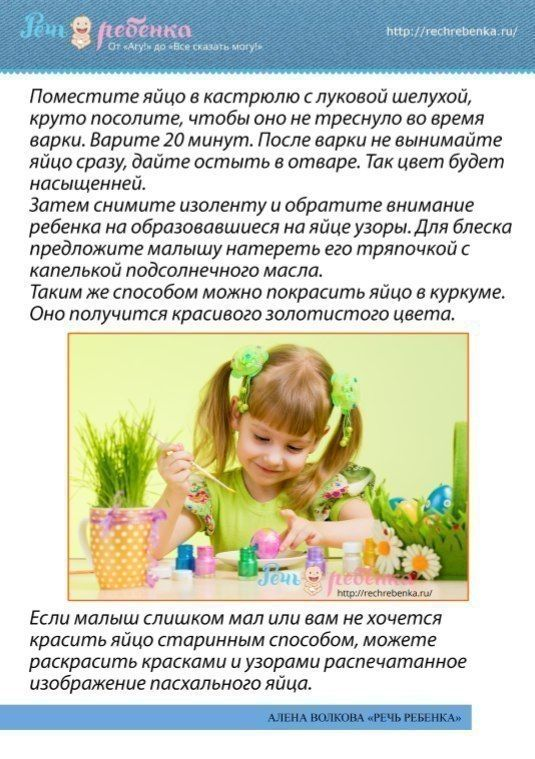 Речь ребенка
От «Агу!» до «Все сказать могу!»
http://rechrebenka.ru/
Поместите яйцо в кастрюлю с луковой шелухой,
круто посолите, чтобы оно не треснуло во время
варки. Варите 20 минут. После варки не вынимайте
яйцо сразу, дайте остыть в отваре. Так цвет будет
насыщенней.
Затем снимите изоленту и обратите внимание
ребенка на образовавшиеся на яйце узоры. Для блеска
предложите малышу натереть его тряпочкой с
капелькой подсолнечного масла.
Таким же способом можно покрасить яйцо в куркуме.
Оно получится красивого золотистого цвета.
Речь ребенка
http://rechrebenka.ru/
Если малыш слишком мал или вам не хочется
красить яйцо старинным способом, можете
раскрасить красками и узорами распечатанное
изображение пасхального яйца.
АЛЕНА ВОЛКОВА «РЕЧЬ РЕБЕНКА»